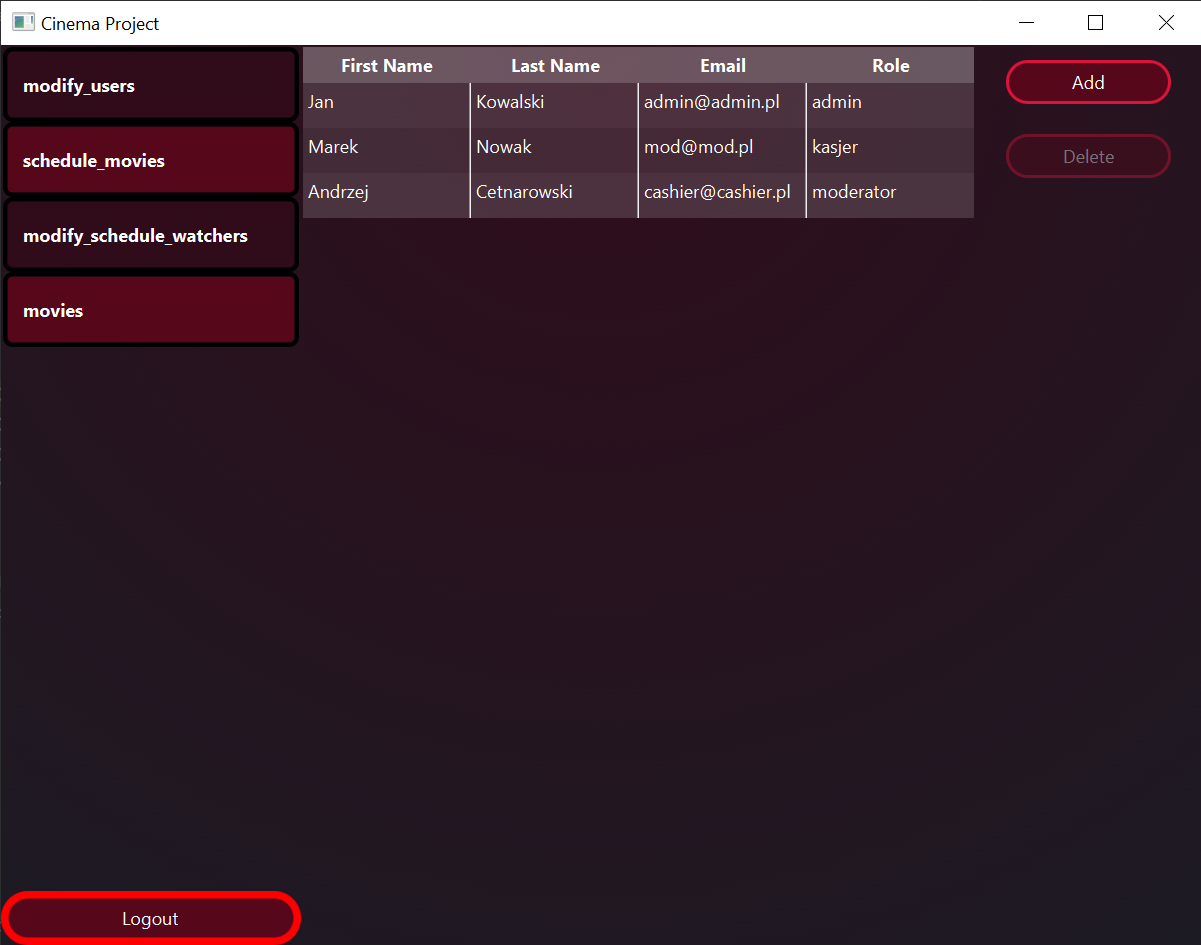 Cinema Project
modify_users
schedule_movies
modify_schedule_watchers
movies
First Name Last Name Email Role
Jan Kowalski admin@admin.pl admin
Marek Nowak mod@mod.pl kasjer
Andrzej Cetnarowski cashier@cashier.pl moderator
Add
Delete
Logout